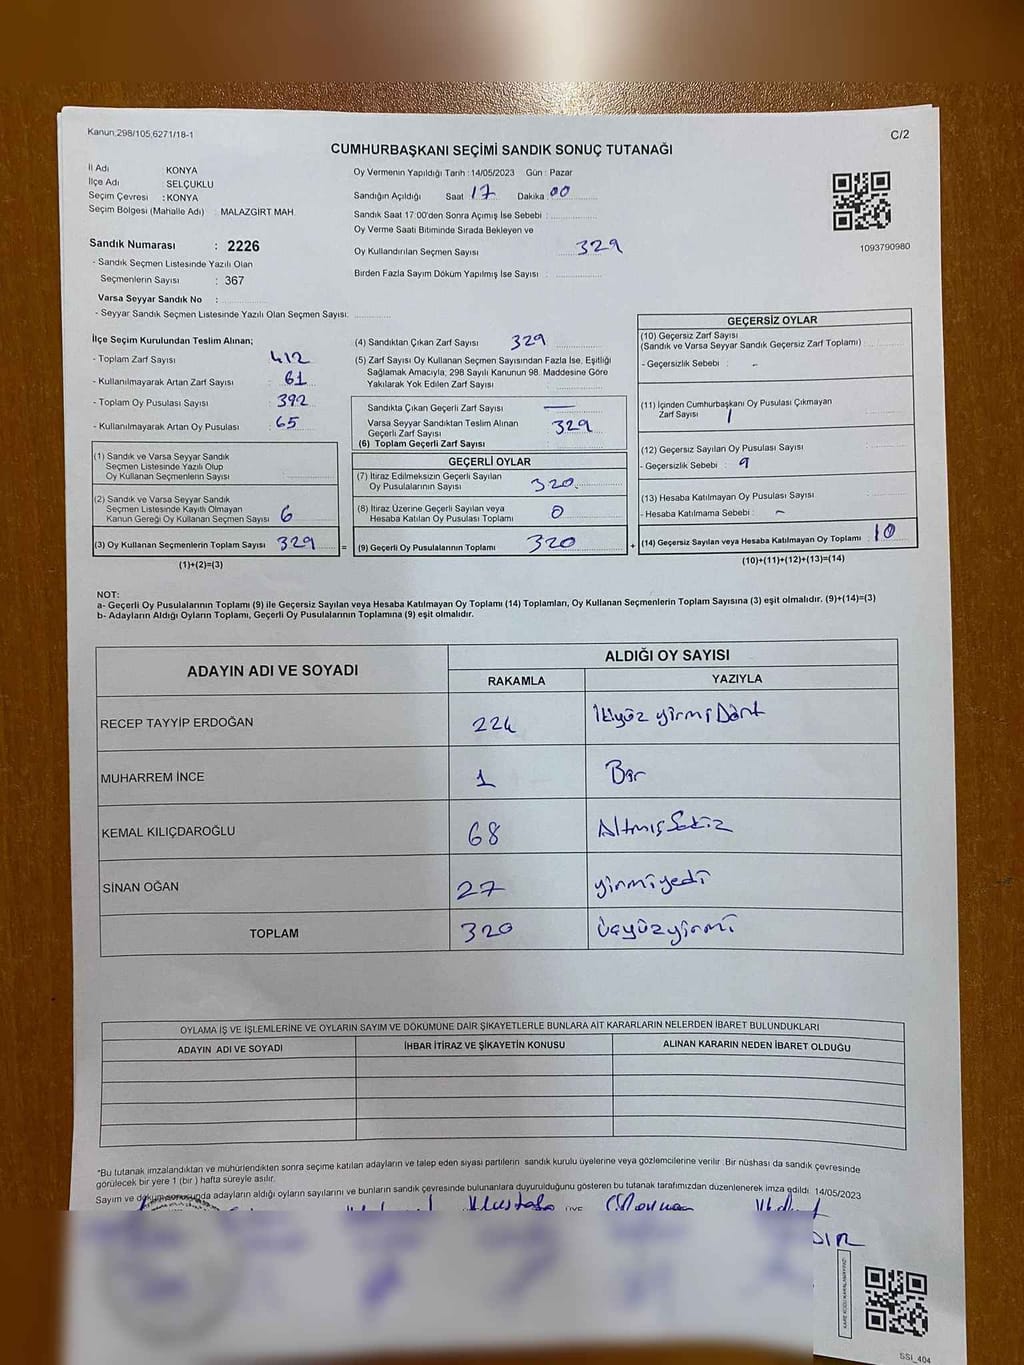 Kanun:298/105,6271/18-1
C/2
CUMHURBAŞKANI SEÇİMİ SANDIK SONUÇ TUTANAĞI
İl Adı KONYA
İlçe Adı SELÇUKLU
Seçim Çevresi : KONYA
Seçim Bölgesi (Mahalle Adı) : MALAZGİRT MAH.
Sandık Numarası : 2226
- Sandık Seçmen Listesinde Yazılı Olan
Seçmenlerin Sayısı : 367
Varsa Seyyar Sandık No :
- Seyyar Sandık Seçmen Listesinde Yazılı Olan Seçmen Sayısı:
Oy Vermenin Yapıldığı Tarih :14/05/2023 Gün : Pazar
Sandığın Açıldığı Saat 17 Dakika 00
Sandık Saat 17:00'den Sonra Açılmış İse Sebebi :
Oy Verme Saati Bitiminde Sırada Bekleyen ve
Oy Kullandırılan Seçmen Sayısı 329
Birden Fazla Sayım Döküm Yapılmış İse Sayısı :
1093790980
İlçe Seçim Kurulundan Teslim Alınan;
- Toplam Zarf Sayısı 412
- Kullanılmayarak Artan Zarf Sayısı : 61
- Toplam Oy Pusulası Sayısı : 392
- Kullanılmayarak Artan Oy Pusulası : 65
(1) Sandık ve Varsa Seyyar Sandık
Seçmen Listesinde Yazılı Olup
Oy Kullanan Seçmenlerin Sayısı
(2) Sandık ve Varsa Seyyar Sandık
Seçmen Listesinde Kayıtlı Olmayan
Kanun Gereği Oy Kullanan Seçmen Sayısı 6
(3) Oy Kullanan Seçmenlerin Toplam Sayısı 329
(1)+(2)=(3)
(4) Sandıktan Çıkan Zarf Sayısı 329
(5) Zarf Sayısı Oy Kullanan Seçmen Sayısından Fazla İse, Eşitliği
Sağlamak Amacıyla, 298 Sayılı Kanunun 98. Maddesine Göre
Yakılarak Yok Edilen Zarf Sayısı
Sandıkta Çıkan Geçerli Zarf Sayısı —
Varsa Seyyar Sandıktan Teslim Alınan
Geçerli Zarf Sayısı 329
(6) Toplam Geçerli Zarf Sayısı
GEÇERLİ OYLAR
(7) İtiraz Edilmeksizin Geçerli Sayılan
Oy Pusulalarının Sayısı 320
(8) İtiraz Üzerine Geçerli Sayılan veya
Hesaba Katılan Oy Pusulası Toplamı 0
= (9) Geçerli Oy Pusulalarının Toplamı 320 +
GEÇERSİZ OYLAR
(10) Geçersiz Zarf Sayısı
(Sandık ve Varsa Seyyar Sandık Geçersiz Zarf Toplamı)
- Geçersizlik Sebebi : -
(11) İçinden Cumhurbaşkanı Oy Pusulası Çıkmayan
Zarf Sayısı 1
(12) Geçersiz Sayılan Oy Pusulası Sayısı
- Geçersizlik Sebebi : 9
(13) Hesaba Katılmayan Oy Pusulası Sayısı
- Hesaba Katılmama Sebebi : -
(14) Geçersiz Sayılan veya Hesaba Katılmayan Oy Toplamı 10
(10)+(11)+(12)+(13)=(14)
NOT:
a- Geçerli Oy Pusulalarının Toplamı (9) ile Geçersiz Sayılan veya Hesaba Katılmayan Oy Toplamı (14) Toplamları, Oy Kullanan Seçmenlerin Toplam Sayısına (3) eşit olmalıdır. (9)+(14)=(3)
b- Adayların Aldığı Oyların Toplamı, Geçerli Oy Pusulalarının Toplamına (9) eşit olmalıdır.
ADAYIN ADI VE SOYADI ALDIĞI OY SAYISI
RAKAMLA YAZIYLA
RECEP TAYYİP ERDOĞAN 224 İkiyüz yirmi Dört
MUHARREM İNCE 1 Bir
KEMAL KILIÇDAROĞLU 68 Altmış Sekiz
SİNAN OĞAN 27 yirmiyedi
TOPLAM 320 Üçyüzyirmi
OYLAMA İŞ VE İŞLEMLERİNE VE OYLARIN SAYIM VE DÖKÜMÜNE DAİR ŞİKAYETLERLE BUNLARA AİT KARARLARIN NELERDEN İBARET BULUNDUKLARI
ADAYIN ADI VE SOYADI İHBAR İTİRAZ VE ŞİKAYETİN KONUSU ALINAN KARARIN NEDEN İBARET OLDUĞU
"Bu tutanak imzalandıktan ve mühürlendikten sonra seçime katılan adayların ve talep eden siyasi partilerin sandık kurulu üyelerine veya gözlemcilerine verilir. Bir nüshası da sandık çevresinde
görülecek bir yere 1 (bir ) hafta süreyle asılır.
Sayım ve dökümü sonucunda adayların aldığı oyların sayılarını ve bunların sandık çevresinde bulunanlara duyurulduğunu gösteren bu tutanak tarafımızdan düzenlenerek imza edildi. 14/05/2023
Mustafa
SSI_404